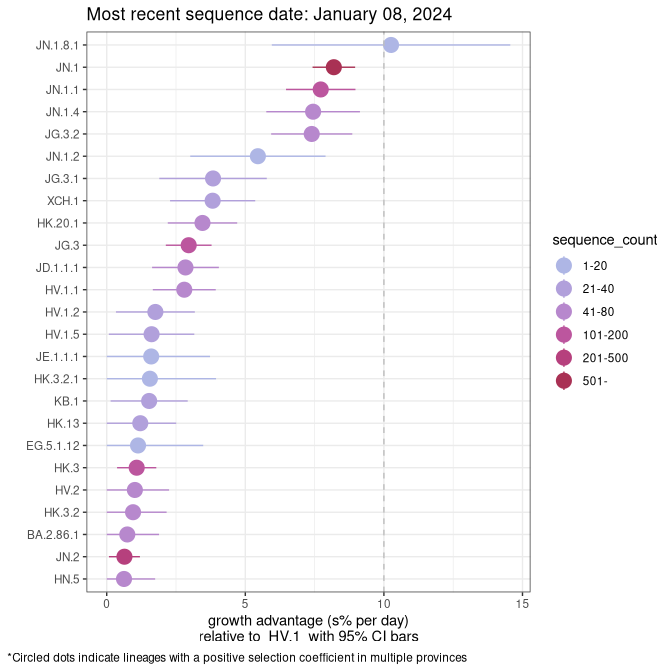 Most recent sequence date: January 08, 2024
JN.1.8.1
JN.1
JN.1.1
JN.1.4
JG.3.2
JN.1.2
JG.3.1
XCH.1
HK.20.1
JG.3
JD.1.1.1
HV.1.1
HV.1.2
HV.1.5
JE.1.1.1
HK.3.2.1
KB.1
HK.13
EG.5.1.12
HK.3
HV.2
HK.3.2
BA.2.86.1
JN.2
HN.5
0 5 10 15
growth advantage (s% per day)
relative to HV.1 with 95% CI bars
sequence_count
1-20
21-40
41-80
101-200
201-500
501-
*Circled dots indicate lineages with a positive selection coefficient in multiple provinces